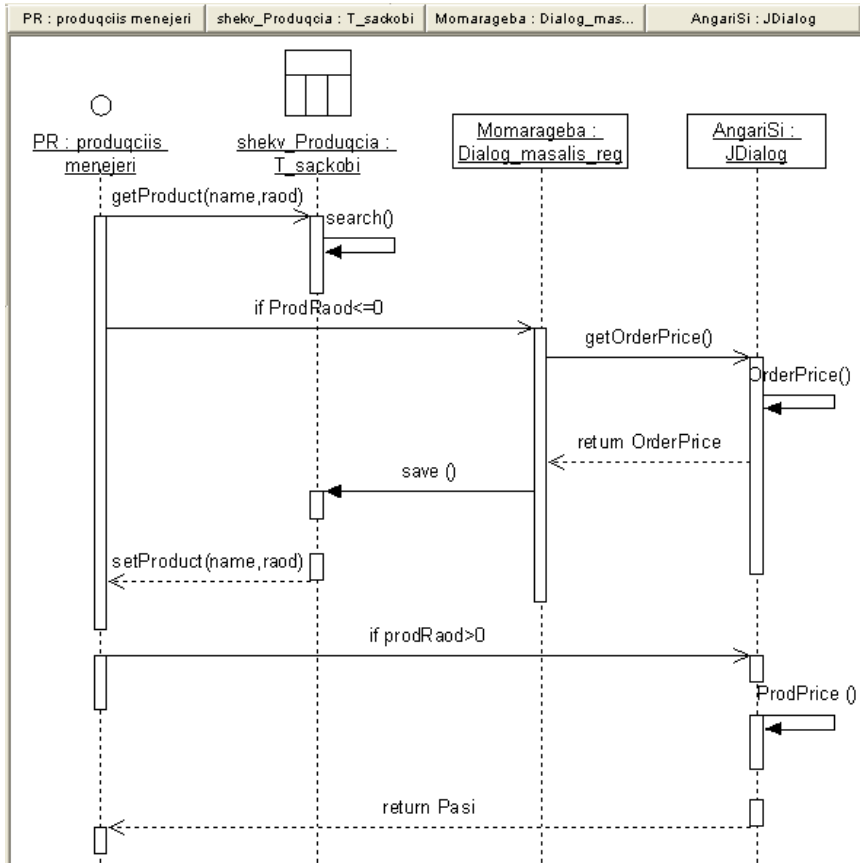 PR : produqciis menejeri
shekv_Produqcia : T_sackobi
Momarageba : Dialog_mas...
AngariSi : JDialog
PR : produqciis
menejeri
shekv_Produqcia :
T_sackobi
Momarageba :
Dialog_masalis_reg
AngariSi :
JDialog
getProduct(name,raod)
search()
if ProdRaod<=0
getOrderPrice()
OrderPrice()
return OrderPrice
save ()
setProduct(name,raod)
if prodRaod>0
ProdPrice ()
return Pasi